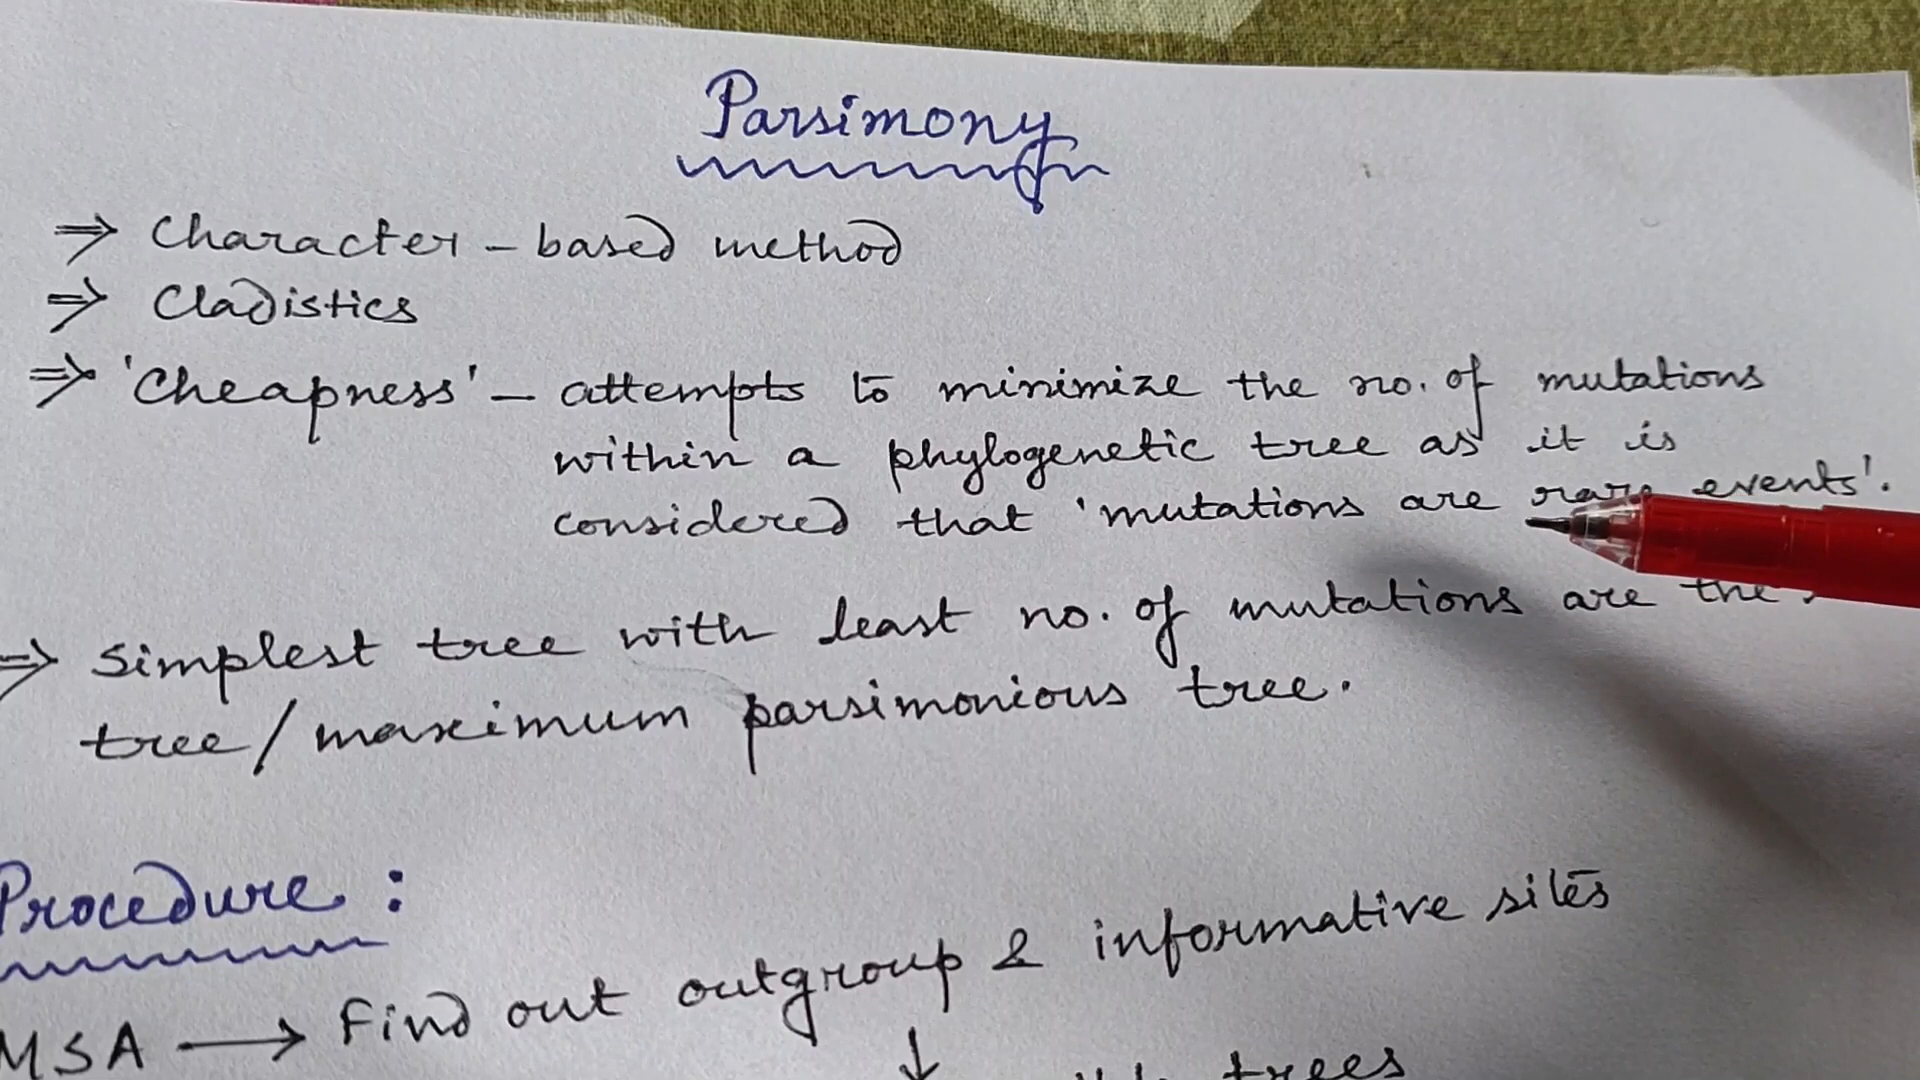 Parsimony
⇒ Character-based method
⇒ Cladistics
⇒ 'Cheapness' – attempts to minimize the no. of mutations
within a phylogenetic tree as it is
considered that 'mutations are rare events'.
⇒ Simplest tree with least no. of mutations are the
tree/maximum parsimonious tree.
Procedure :
MSA → Find out outgroup & informative sites
↓
trees